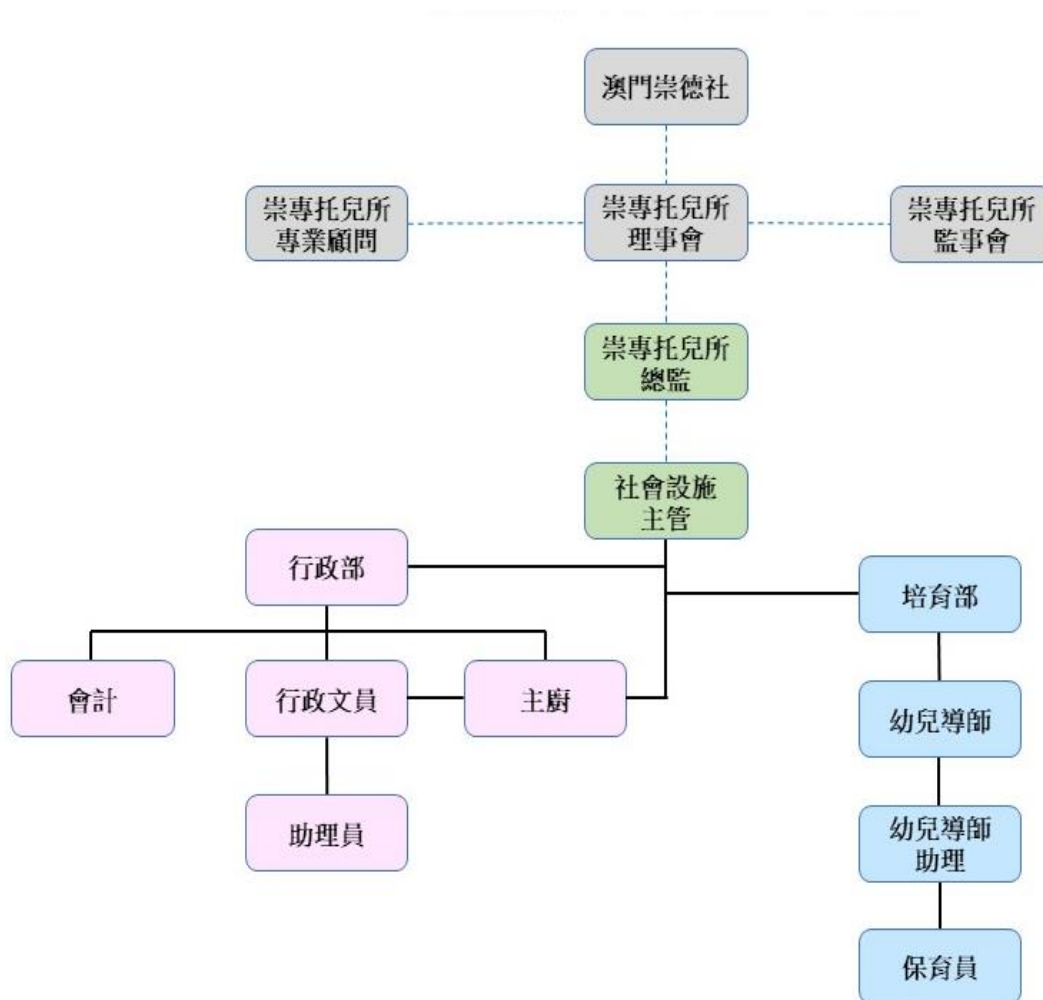 澳門崇德社
崇專托兒所
專業顧問
崇專托兒所
理事會
崇專托兒所
監事會
崇專托兒所
總監
社會設施
主管
行政部
培育部
會計
行政文員
主廚
幼兒導師
助理員
幼兒導師
助理
保育員